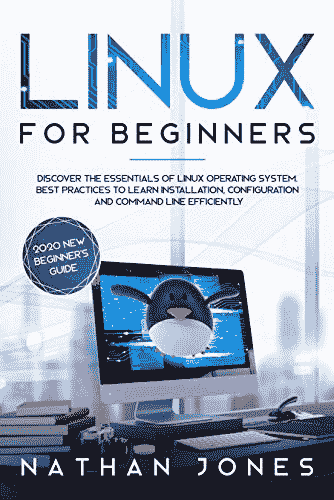 LINUX
FOR BEGINNERS
DISCOVER THE ESSENTIALS OF LINUX OPERATING SYSTEM.
BEST PRACTICES TO LEARN INSTALLATION, CONFIGURATION
AND COMMAND LINE EFFICIENTLY
2020 NEW
BEGINNER'S
GUIDE
NATHAN JONES